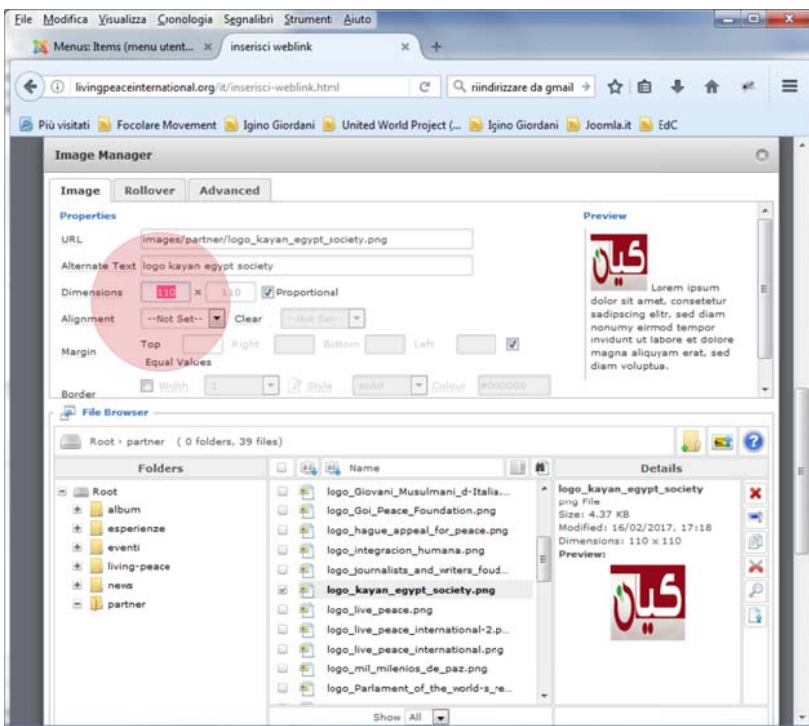 File Modifica Visualizza Cronologia Segnalibri Strumenti Aiuto
Menus: Items (menu utent... × inserisci weblink × +
livingpeaceinternational.org/it/inserisci-weblink.html riindirizzare da gmail
Più visitati Focolare Movement Igino Giordani United World Project (... Igino Giordani Joomla.it EdC
Image Manager
Image Rollover Advanced
Properties Preview
URL images/partner/logo_kayan_egypt_society.png
Alternate Text logo kayan egypt society
Dimensions 110 × 110 Proportional
Alignment --Not Set-- Clear --Not Set--
Margin Top Right Bottom Left
Equal Values
Border Width 1 Style solid Colour #000000
كيان
Lorem ipsum
dolor sit amet, consetetur
sadipscing elitr, sed diam
nonumy eirmod tempor
invidunt ut labore et dolore
magna aliquyam erat, sed
diam voluptua.
File Browser
Root › partner ( 0 folders, 39 files)
Folders Name Details
Root
album
esperienze
eventi
living-peace
news
partner
logo_Giovani_Musulmani_d-Italia...
logo_Goi_Peace_Foundation.png
logo_hague_appeal_for_peace.png
logo_integracion_humana.png
logo_journalists_and_writers_foud...
logo_kayan_egypt_society.png
logo_live_peace.png
logo_live_peace_international-2.p...
logo_live_peace_international.png
logo_mil_milenios_de_paz.png
logo_Parlament_of_the_world-s_re...
Show All
logo_kayan_egypt_society
png File
Size: 4.37 KB
Modified: 16/02/2017, 17:18
Dimensions: 110 x 110
Preview:
كيان